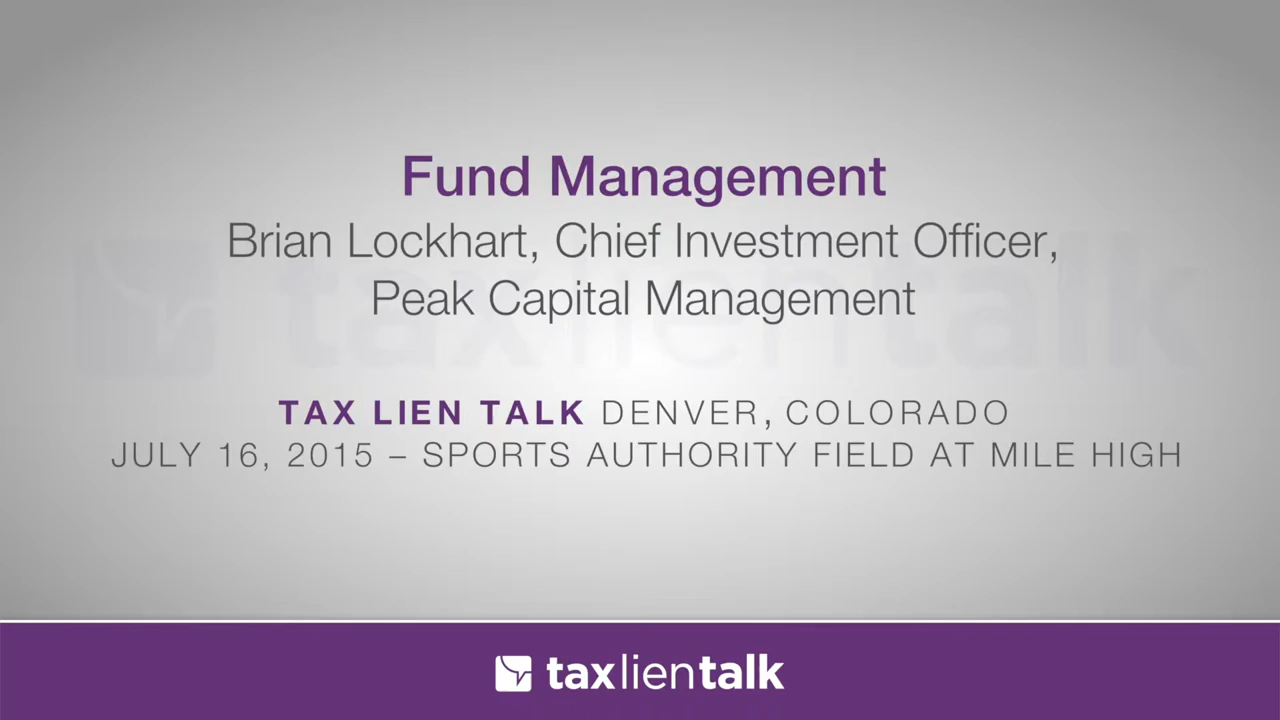 Fund Management
Brian Lockhart, Chief Investment Officer,
Peak Capital Management
taxlientalk
TAX LIEN TALK DENVER, COLORADO
JULY 16, 2015 – SPORTS AUTHORITY FIELD AT MILE HIGH
taxlientalk